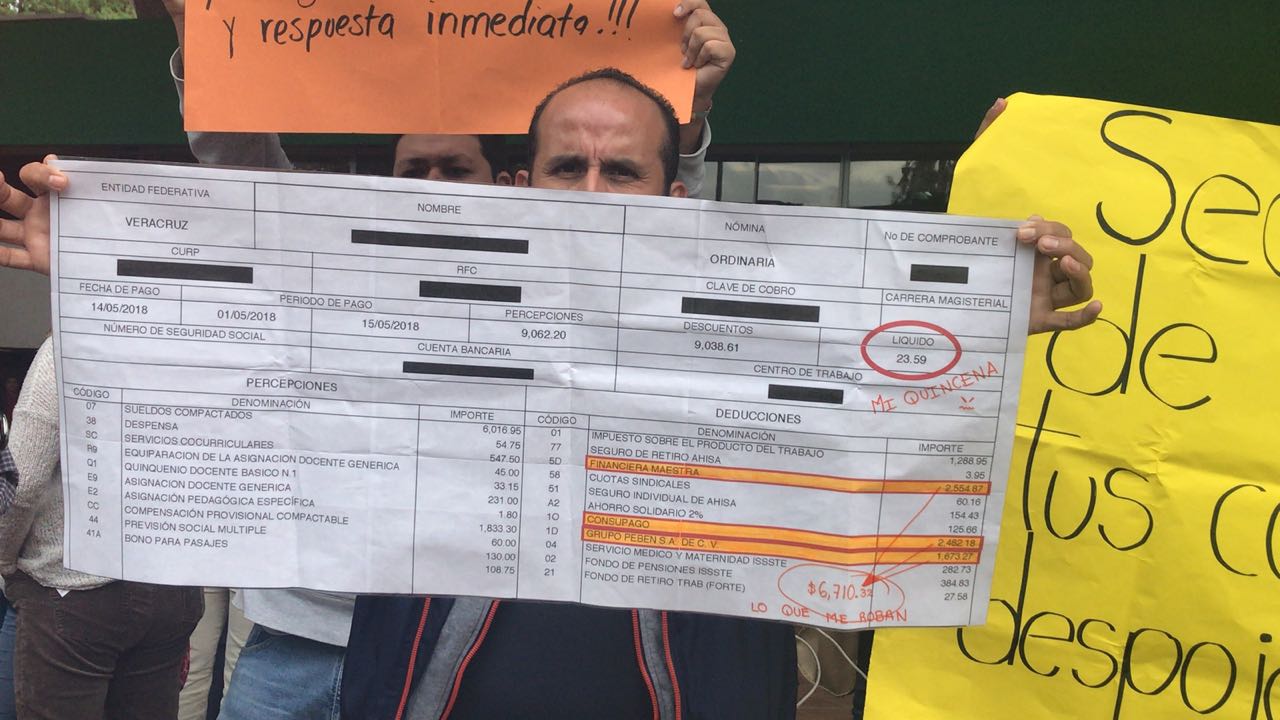 y respuesta inmediata.!!!
ENTIDAD FEDERATIVA
VERACRUZ
NOMBRE
NÓMINA
ORDINARIA
No DE COMPROBANTE
CURP
RFC
CLAVE DE COBRO
CARRERA MAGISTERIAL
FECHA DE PAGO
14/05/2018
PERIODO DE PAGO
01/05/2018
15/05/2018
PERCEPCIONES
9,062.20
DESCUENTOS
9,038.61
LIQUIDO
23.59
NÚMERO DE SEGURIDAD SOCIAL
CUENTA BANCARIA
CENTRO DE TRABAJO
MI QUINCENA
PERCEPCIONES
CÓDIGO DENOMINACIÓN IMPORTE
07 SUELDOS COMPACTADOS 6,016.95
38 DESPENSA 54.75
SC SERVICIOS COCURRICULARES 547.50
R9 EQUIPARACION DE LA ASIGNACION DOCENTE GENERICA 45.00
Q1 QUINQUENIO DOCENTE BASICO N.1 33.15
E9 ASIGNACION DOCENTE GENERICA 231.00
E2 ASIGNACIÓN PEDAGÓGICA ESPECÍFICA 1.80
CC COMPENSACIÓN PROVISIONAL COMPACTABLE 1,833.30
44 PREVISIÓN SOCIAL MULTIPLE 60.00
41A BONO PARA PASAJES 130.00
108.75
DEDUCCIONES
CÓDIGO DENOMINACIÓN IMPORTE
01 IMPUESTO SOBRE EL PRODUCTO DEL TRABAJO 1,288.95
77 SEGURO DE RETIRO AHISA 3.95
5D FINANCIERA MAESTRA 2,554.87
58 CUOTAS SINDICALES 60.16
51 SEGURO INDIVIDUAL DE AHISA 154.43
A2 AHORRO SOLIDARIO 2% 125.66
1O CONSUPAGO 2,482.18
1D GRUPO PEBEN S.A. DE C.V. 1,673.27
04 SERVICIO MEDICO Y MATERNIDAD ISSSTE 282.73
02 FONDO DE PENSIONES ISSSTE 384.83
21 FONDO DE RETIRO TRAB (FORTE) 27.58
$6,710.32
LO QUE ME ROBAN
de
tus